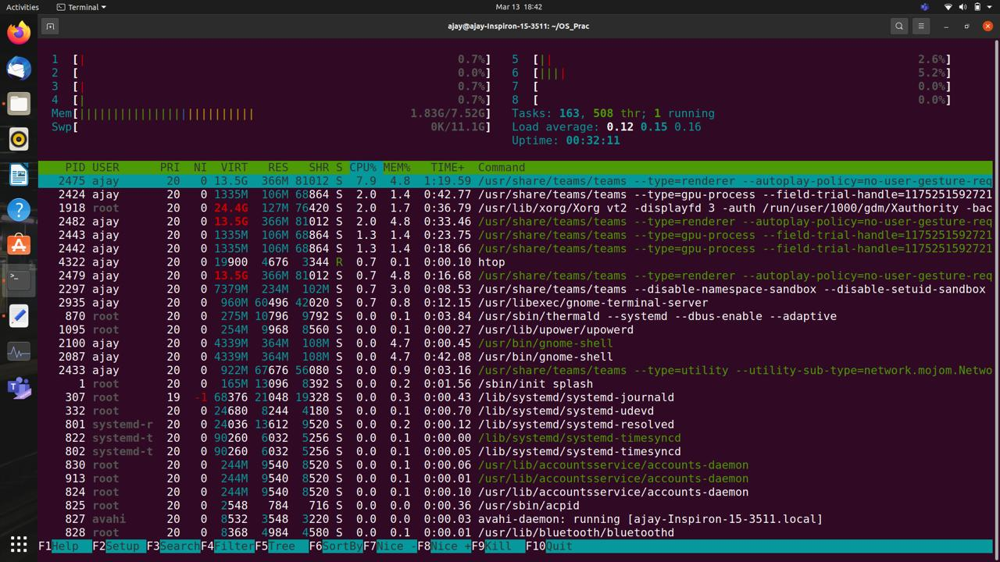 Activities Terminal Mar 13 18:42
ajay@ajay-Inspiron-15-3511: ~/OS_Prac
1 [| 0.7%] 5 [|| 2.6%]
2 [ 0.0%] 6 [|||| 5.2%]
3 [| 0.7%] 7 [ 0.0%]
4 [| 0.7%] 8 [ 0.0%]
Mem[|||||||||||||||||||||||||| 1.83G/7.52G] Tasks: 163, 508 thr; 1 running
Swp[ 0K/11.1G] Load average: 0.12 0.15 0.16
Uptime: 00:32:11
PID USER PRI NI VIRT RES SHR S CPU% MEM% TIME+ Command
2475 ajay 20 0 13.5G 366M 81012 S 7.9 4.8 1:19.59 /usr/share/teams/teams --type=renderer --autoplay-policy=no-user-gesture-req
2424 ajay 20 0 1335M 106M 68864 S 2.0 1.4 0:42.77 /usr/share/teams/teams --type=gpu-process --field-trial-handle=1175251592721
1918 root 20 0 24.4G 127M 76420 S 2.0 1.7 0:36.79 /usr/lib/xorg/Xorg vt2 -displayfd 3 -auth /run/user/1000/gdm/Xauthority -bac
2482 ajay 20 0 13.5G 366M 81012 S 2.0 4.8 0:33.46 /usr/share/teams/teams --type=renderer --autoplay-policy=no-user-gesture-req
2443 ajay 20 0 1335M 106M 68864 S 1.3 1.4 0:23.75 /usr/share/teams/teams --type=gpu-process --field-trial-handle=1175251592721
2442 ajay 20 0 1335M 106M 68864 S 1.3 1.4 0:18.66 /usr/share/teams/teams --type=gpu-process --field-trial-handle=1175251592721
4322 ajay 20 0 19900 4676 3344 R 0.7 0.1 0:00.10 htop
2479 ajay 20 0 13.5G 366M 81012 S 0.7 4.8 0:16.68 /usr/share/teams/teams --type=renderer --autoplay-policy=no-user-gesture-req
2297 ajay 20 0 7379M 234M 102M S 0.7 3.0 0:08.53 /usr/share/teams/teams --disable-namespace-sandbox --disable-setuid-sandbox
2935 ajay 20 0 960M 60496 42020 S 0.7 0.8 0:12.15 /usr/libexec/gnome-terminal-server
870 root 20 0 275M 10796 9792 S 0.7 0.1 0:03.84 /usr/sbin/thermald --systemd --dbus-enable --adaptive
1095 root 20 0 254M 9968 8560 S 0.7 0.1 0:00.27 /usr/lib/upower/upowerd
2100 ajay 20 0 4339M 364M 108M S 0.7 4.7 0:00.45 /usr/bin/gnome-shell
2087 ajay 20 0 4339M 364M 108M S 0.0 4.7 0:42.08 /usr/bin/gnome-shell
2433 ajay 20 0 922M 67676 56080 S 0.0 0.9 0:03.16 /usr/share/teams/teams --type=utility --utility-sub-type=network.mojom.Netwo
1 root 20 0 165M 13096 8392 S 0.0 0.2 0:01.56 /sbin/init splash
307 root 19 -1 68376 21048 19328 S 0.0 0.3 0:00.43 /lib/systemd/systemd-journald
332 root 20 0 24680 8244 4180 S 0.0 0.1 0:00.70 /lib/systemd/systemd-udevd
801 systemd-r 20 0 24036 13612 9520 S 0.0 0.2 0:00.12 /lib/systemd/systemd-resolved
822 systemd-t 20 0 90260 6032 5256 S 0.0 0.1 0:00.00 /lib/systemd/systemd-timesyncd
802 systemd-t 20 0 90260 6032 5256 S 0.0 0.1 0:00.05 /lib/systemd/systemd-timesyncd
830 root 20 0 244M 9540 8520 S 0.0 0.1 0:00.06 /usr/lib/accountsservice/accounts-daemon
913 root 20 0 244M 9540 8520 S 0.0 0.1 0:00.01 /usr/lib/accountsservice/accounts-daemon
824 root 20 0 244M 9540 8520 S 0.0 0.1 0:00.10 /usr/lib/accountsservice/accounts-daemon
825 root 20 0 2548 784 716 S 0.0 0.0 0:00.36 /usr/sbin/acpid
827 avahi 20 0 8532 3548 3220 S 0.0 0.0 0:00.03 avahi-daemon: running [ajay-Inspiron-15-3511.local]
828 root 20 0 8368 4984 4580 S 0.0 0.1 0:00.01 /usr/lib/bluetooth/bluetoothd
F1Help F2Setup F3SearchF4FilterF5Tree F6SortByF7Nice -F8Nice +F9Kill F10Quit